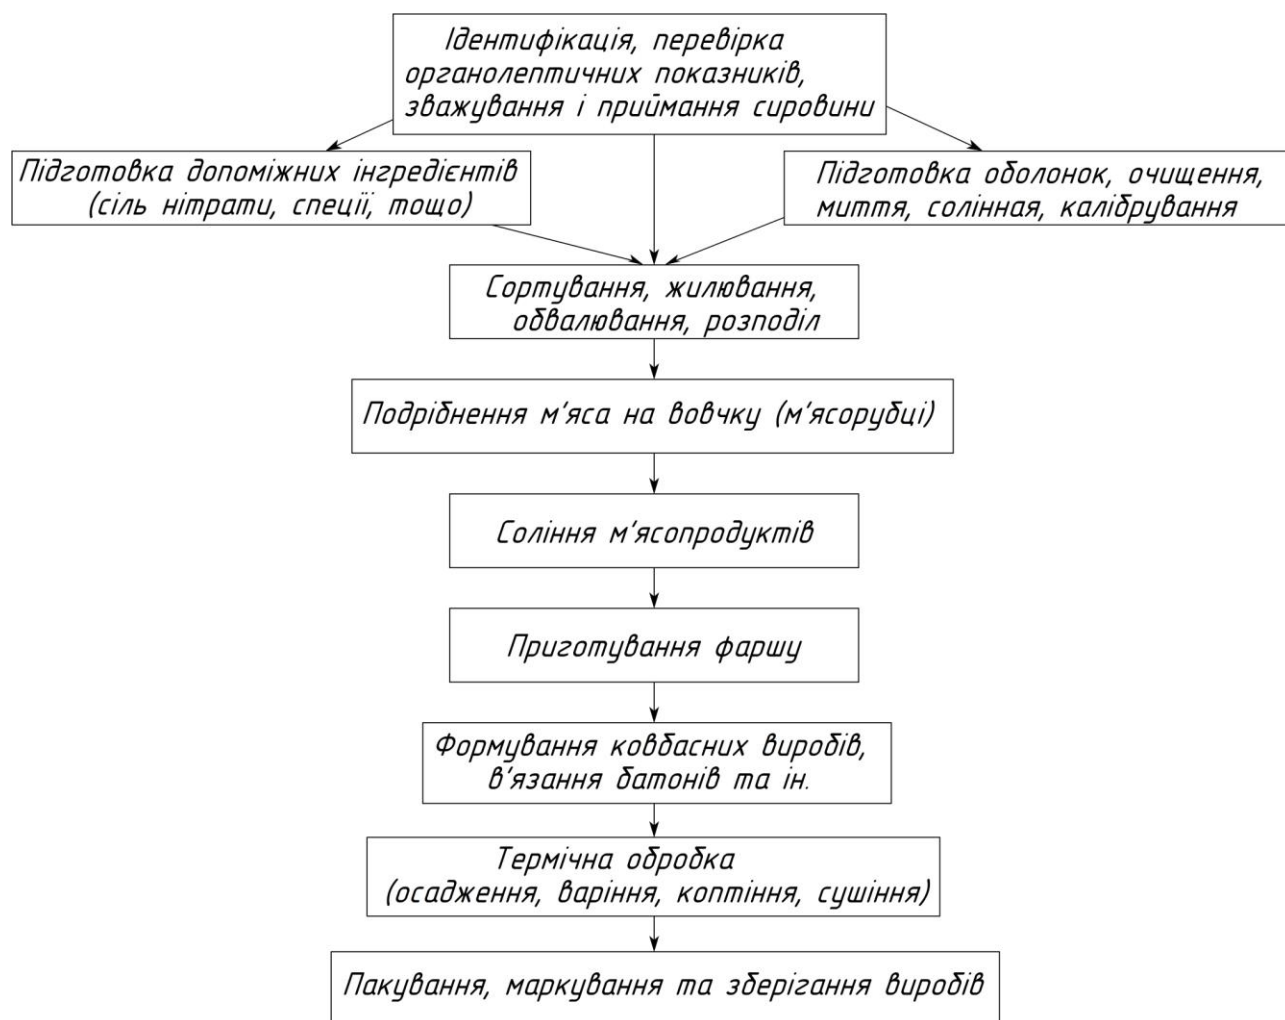 Ідентифікація, перевірка
органолептичних показників,
зважування і приймання сировини
Підготовка допоміжних інгредієнтів
(сіль нітрати, спеції, тощо)
Підготовка оболонок, очищення,
миття, солінная, калібрування
Сортування, жилювання,
обвалювання, розподіл
Подрібнення м'яса на вовчку (м'ясорубці)
Соління м'ясопродуктів
Приготування фаршу
Формування ковбасних виробів,
в'язання батонів та ін.
Термічна обробка
(осадження, варіння, коптіння, сушіння)
Пакування, маркування та зберігання виробів